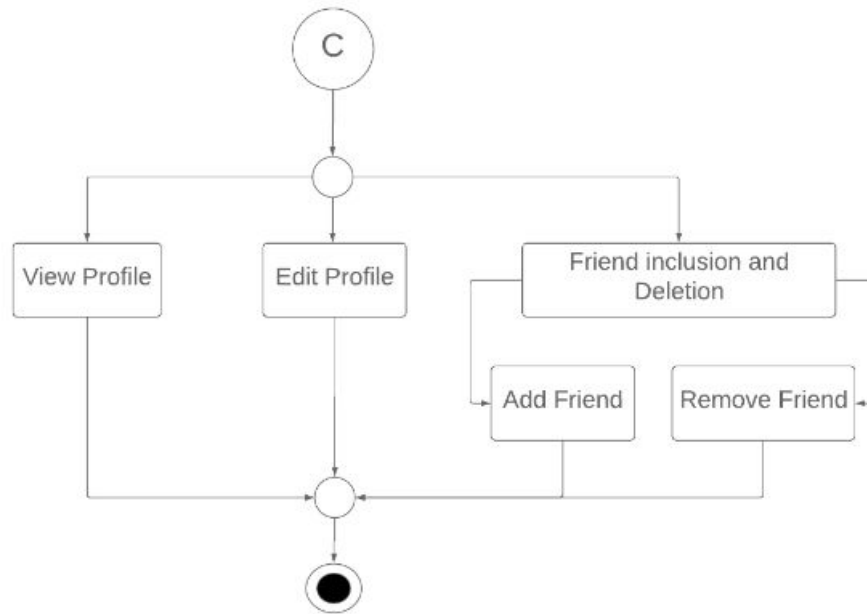 C
View Profile
Edit Profile
Friend inclusion and
Deletion
Add Friend
Remove Friend